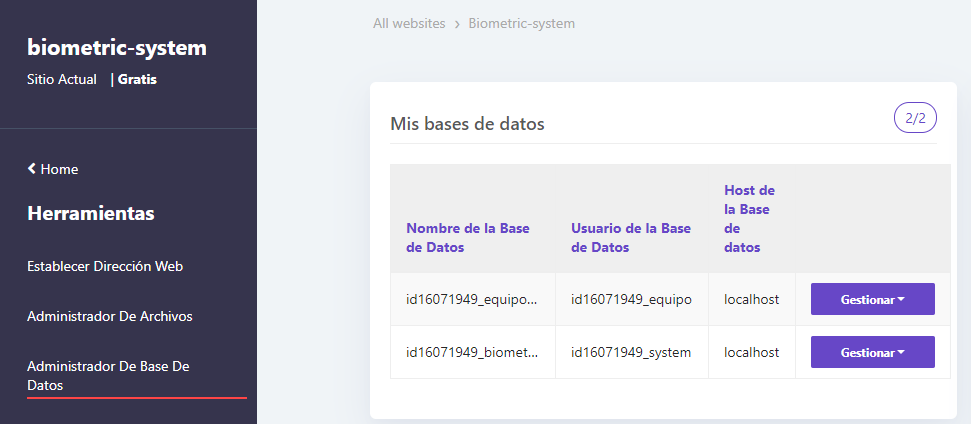 biometric-system
Sitio Actual | Gratis
Home
Herramientas
Establecer Dirección Web
Administrador De Archivos
Administrador De Base De
Datos
All websites > Biometric-system
Mis bases de datos
2/2
Nombre de la Base
de Datos
Usuario de la Base
de Datos
Host de
la Base
de
datos
id16071949_equipo... id16071949_equipo localhost Gestionar
id16071949_biomet... id16071949_system localhost Gestionar